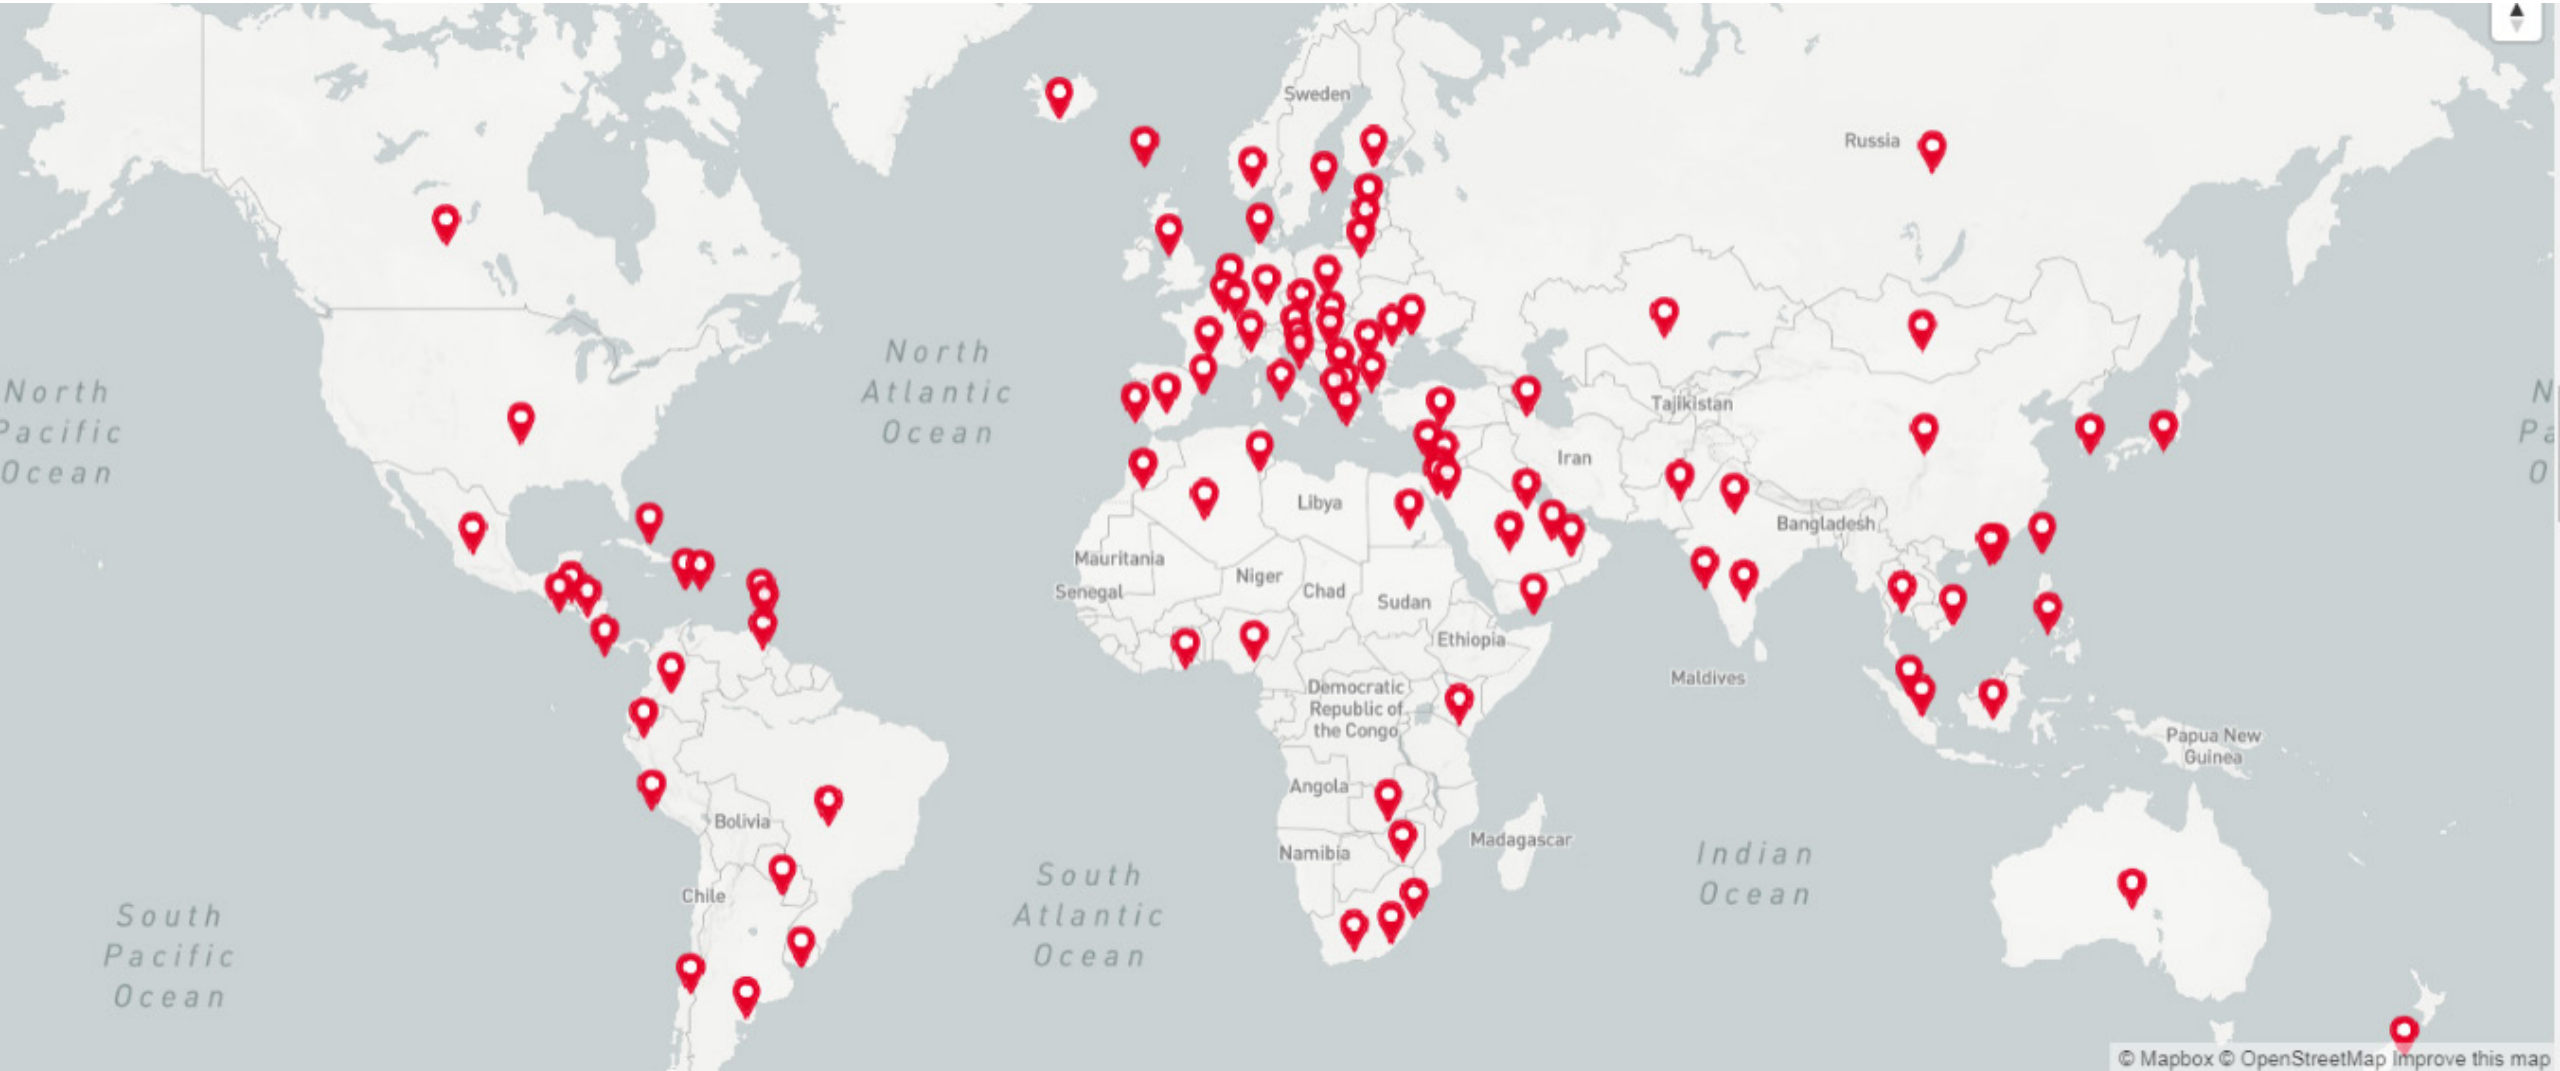 Sweden
Russia
North
Atlantic
Ocean
North
Pacific
Ocean
N
Pa
O
Tajikistan
Iran
Libya
Bangladesh
Mauritania
Niger
Chad
Senegal
Sudan
Ethiopia
Maldives
Democratic
Republic of
the Congo
Papua New
Guinea
Angola
Bolivia
Madagascar
Namibia
Indian
Ocean
South
Atlantic
Ocean
Chile
South
Pacific
Ocean
© Mapbox © OpenStreetMap Improve this map